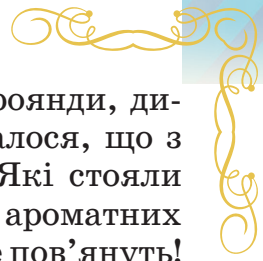 роянди, ди-
алося, що з
Які стояли
ароматних
пов’януть!